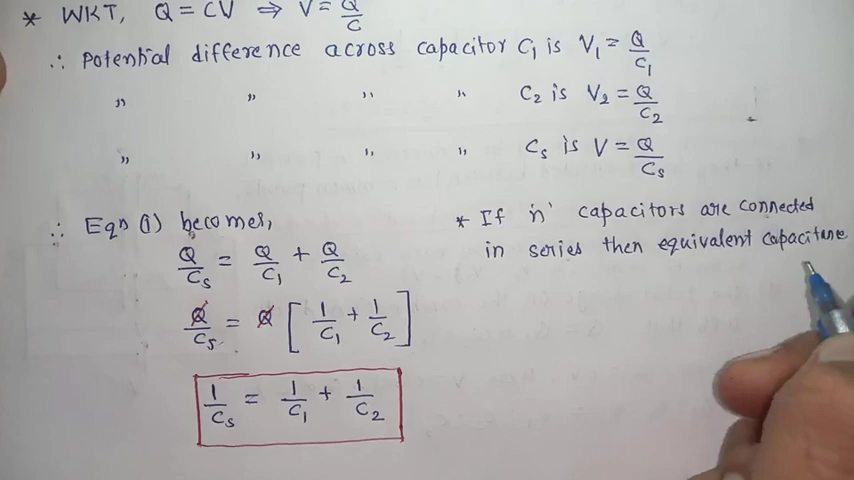 * WKT, Q = CV ⇒ V = Q/C
∴ Potential difference across capacitor C₁ is V₁ = Q/C₁
,, ,, ,, ,, C₂ is V₂ = Q/C₂
,, ,, ,, ,, Cₛ is V = Q/Cₛ
∴ Eqⁿ (1) becomes,
Q/Cₛ = Q/C₁ + Q/C₂
Q/Cₛ = Q [ 1/C₁ + 1/C₂ ]
1/Cₛ = 1/C₁ + 1/C₂
* If 'n' capacitors are connected
in series then equivalent capacitane